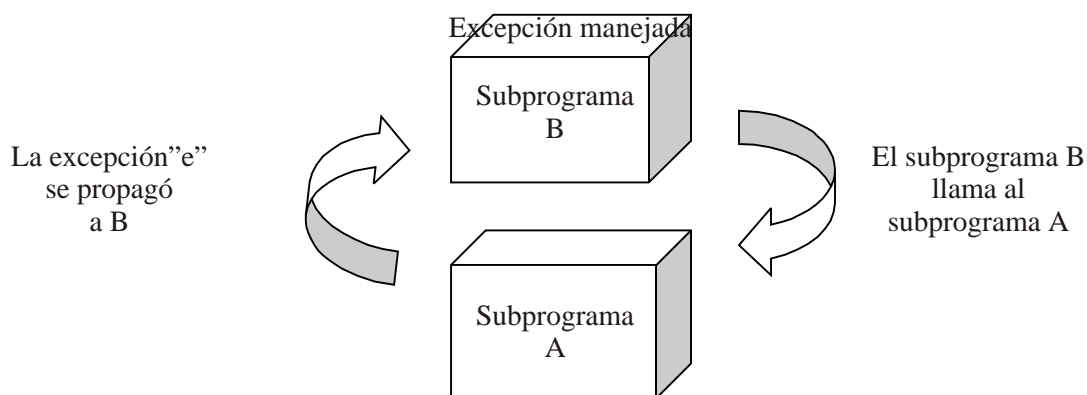 Excepción manejada
Subprograma
B
La excepción”e”
se propagó
a B
El subprograma B
llama al
subprograma A
Subprograma
A